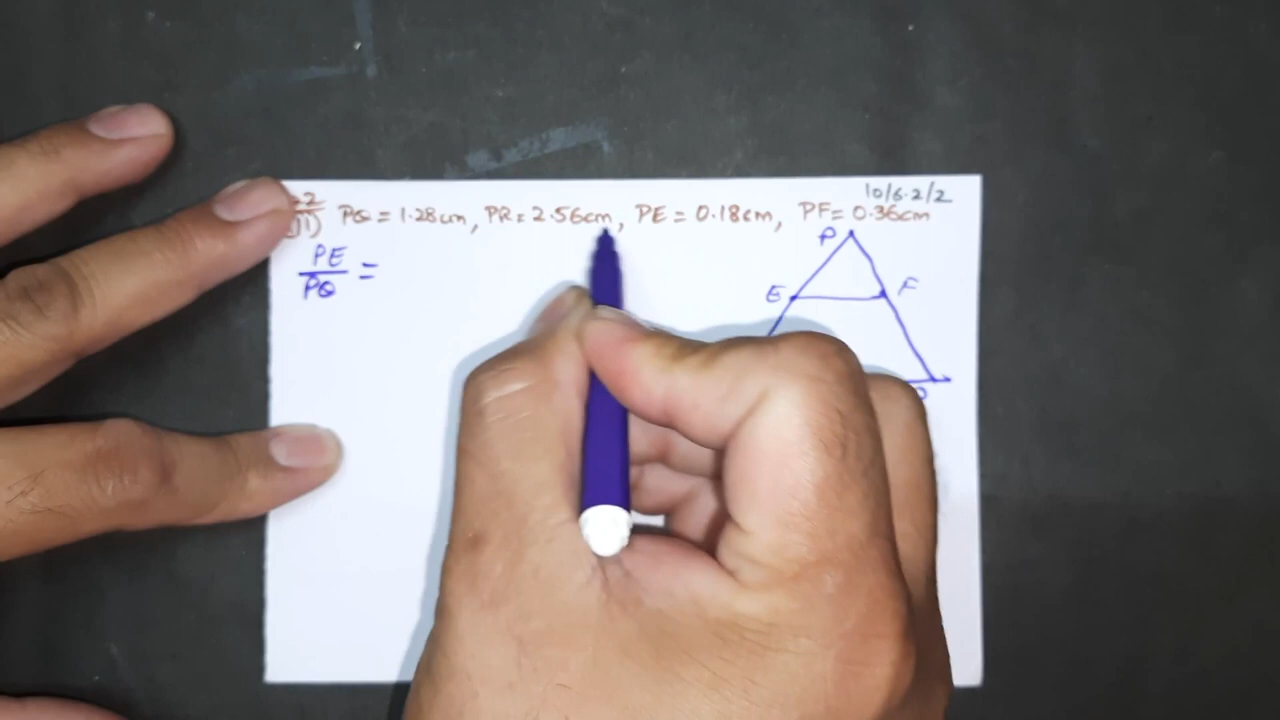 10/6.2/2
PQ = 1.28cm, PR = 2.56cm, PE = 0.18cm, PF = 0.36cm
PE
PQ =
P
E F